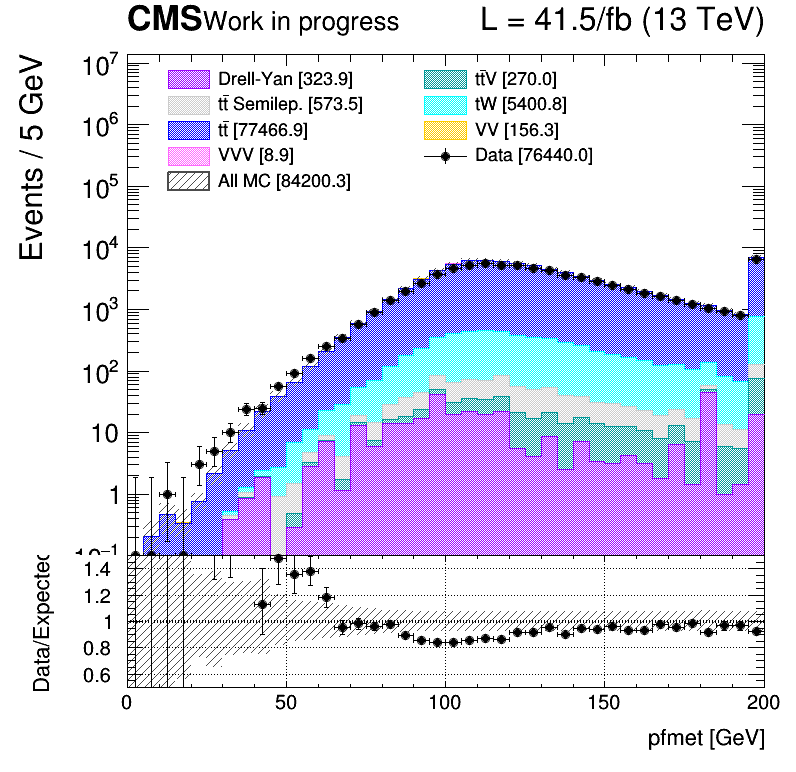 CMS Work in progress L = 41.5/fb (13 TeV)
Events / 5 GeV
10⁷
10⁶
10⁵
10⁴
10³
10²
10
1
10⁻¹
Drell-Yan [323.9]
tt̄ Semilep. [573.5]
tt̄ [77466.9]
VVV [8.9]
All MC [84200.3]
tt̄V [270.0]
tW [5400.8]
VV [156.3]
Data [76440.0]
Data/Expected
1.4
1.2
1
0.8
0.6
0 50 100 150 200
pfmet [GeV]